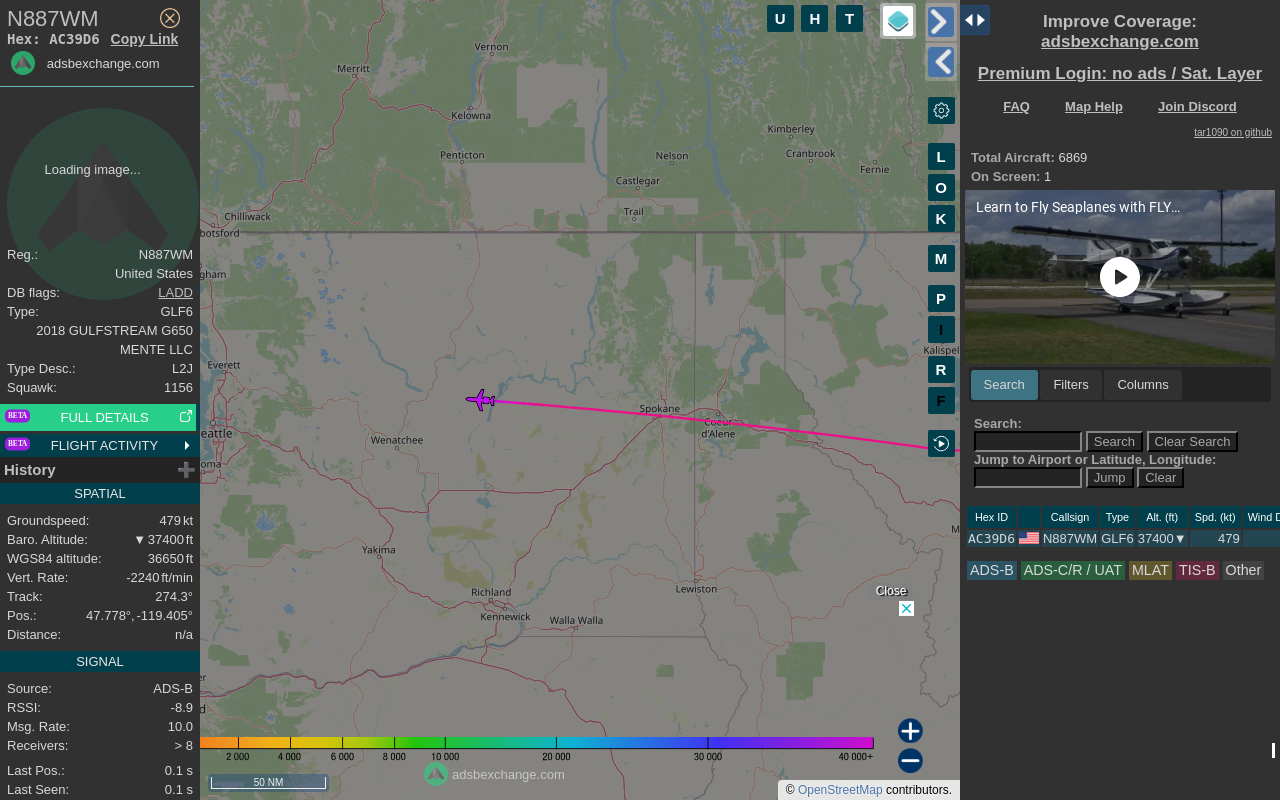 N887WM
Hex: AC39D6 Copy Link
adsbexchange.com
Loading image...
Reg.: N887WM
United States
DB flags: LADD
Type: GLF6
2018 GULFSTREAM G650
MENTE LLC
Type Desc.: L2J
Squawk: 1156
BETA FULL DETAILS
BETA FLIGHT ACTIVITY
History
SPATIAL
Groundspeed: 479 kt
Baro. Altitude: ▼ 37400 ft
WGS84 altitude: 36650 ft
Vert. Rate: -2240 ft/min
Track: 274.3°
Pos.: 47.778°, -119.405°
Distance: n/a
SIGNAL
Source: ADS-B
RSSI: -8.9
Msg. Rate: 10.0
Receivers: > 8
Last Pos.: 0.1 s
Last Seen: 0.1 s
U H T
Vernon
Merritt
Kelowna
Kimberley
Penticton
Nelson
Cranbrook
Fernie
Castlegar
Trail
Chilliwack
botsford
gham
Kalispel
Everett
Spokane
Coeur
d'Alene
eattle
Wenatchee
oma
M
Yakima
Richland
Lewiston
Kennewick
Walla Walla
er
d
L
O
K
M
P
I
R
F
Close
2 000 4 000 6 000 8 000 10 000 20 000 30 000 40 000+
50 NM
adsbexchange.com
© OpenStreetMap contributors.
Improve Coverage:
adsbexchange.com
Premium Login: no ads / Sat. Layer
FAQ Map Help Join Discord
tar1090 on github
Total Aircraft: 6869
On Screen: 1
Learn to Fly Seaplanes with FLY...
Search Filters Columns
Search:
Search Clear Search
Jump to Airport or Latitude, Longitude:
Jump Clear
Hex ID Callsign Type Alt. (ft) Spd. (kt) Wind D
AC39D6 N887WM GLF6 37400▼ 479
ADS-B ADS-C/R / UAT MLAT TIS-B Other